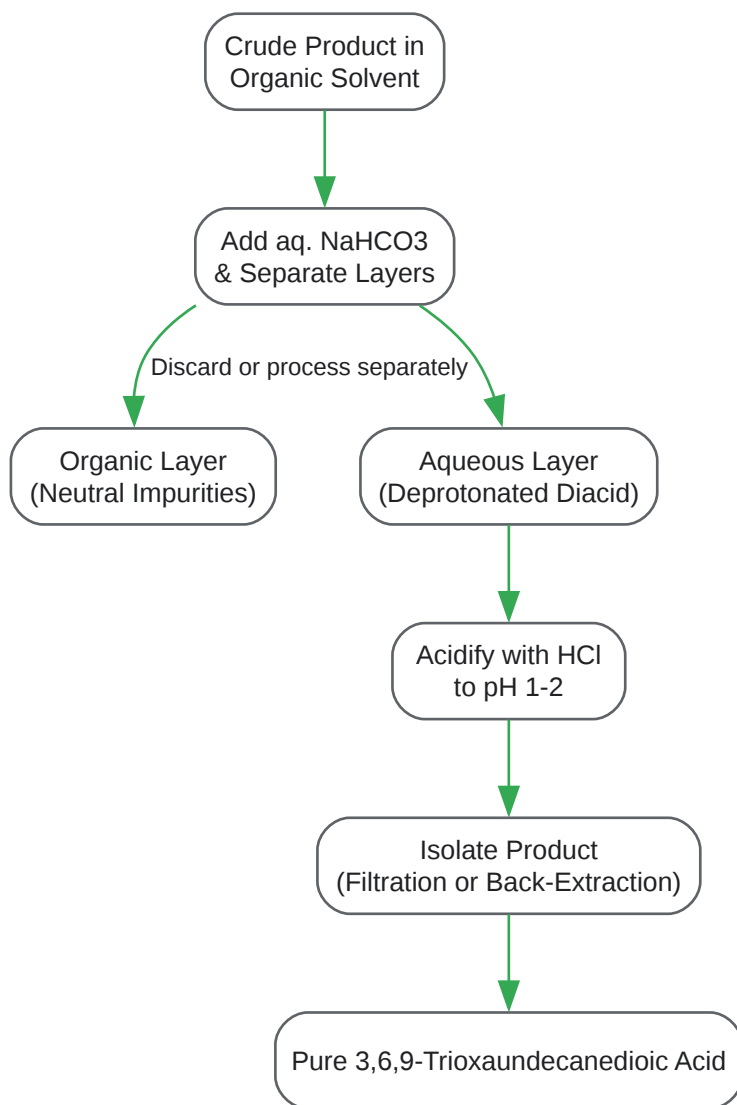 Crude Product in
Organic Solvent
Add aq. NaHCO3
& Separate Layers
Discard or process separately
Organic Layer
(Neutral Impurities)
Aqueous Layer
(Deprotonated Diacid)
Acidify with HCl
to pH 1-2
Isolate Product
(Filtration or Back-Extraction)
Pure 3,6,9-Trioxaundecanedioic Acid